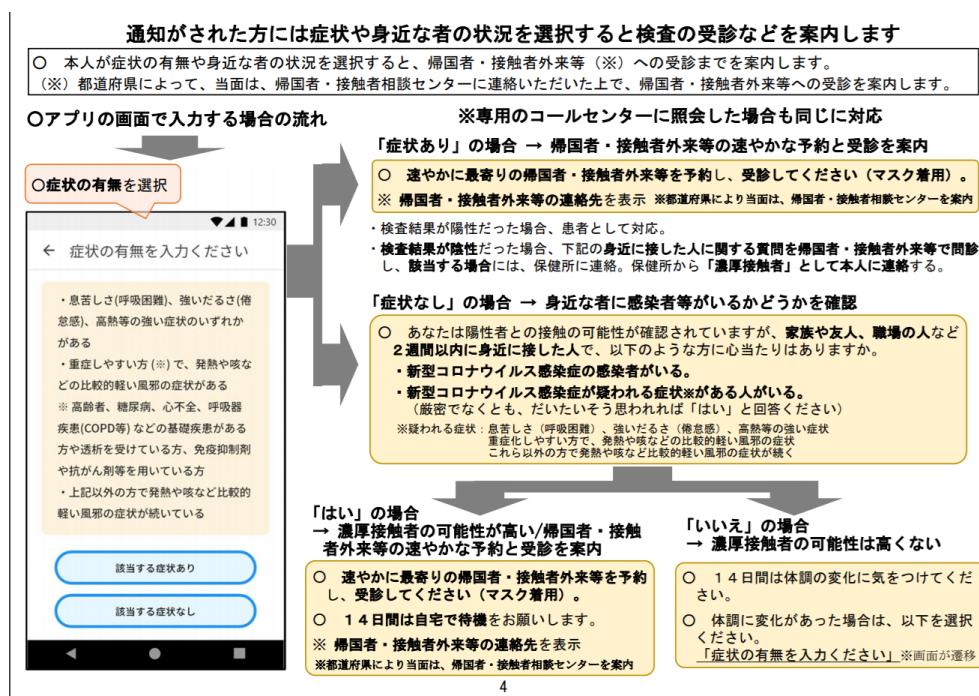 通知がされた方には症状や身近な者の状況を選択すると検査の受診などを案内します
○　本人が症状の有無や身近な者の状況を選択すると、帰国者・接触者外来等（※）への受診までを案内します。
（※）都道府県によって、当面は、帰国者・接触者相談センターに連絡いただいた上で、帰国者・接触者外来等への受診を案内します。
○アプリの画面で入力する場合の流れ
○症状の有無を選択
12:30
← 症状の有無を入力ください
・息苦しさ(呼吸困難)、強いだるさ(倦
怠感)、高熱等の強い症状のいずれか
がある
・重症しやすい方(※)で、発熱や咳な
どの比較的軽い風邪の症状がある
※ 高齢者、糖尿病、心不全、呼吸器
疾患(COPD等) などの基礎疾患がある
方や透析を受けている方、免疫抑制剤
や抗がん剤等を用いている方
・上記以外の方で発熱や咳など比較的
軽い風邪の症状が続いている
該当する症状あり
該当する症状なし
※専用のコールセンターに照会した場合も同じに対応
「症状あり」の場合 → 帰国者・接触者外来等の速やかな予約と受診を案内
○　速やかに最寄りの帰国者・接触者外来等を予約し、受診してください（マスク着用）。
※ 帰国者・接触者外来等の連絡先を表示 ※都道府県により当面は、帰国者・接触者相談センターを案内
・検査結果が陽性だった場合、患者として対応。
・検査結果が陰性だった場合、下記の身近に接した人に関する質問を帰国者・接触者外来等で問診
し、該当する場合には、保健所に連絡。保健所から「濃厚接触者」として本人に連絡する。
「症状なし」の場合 → 身近な者に感染者等がいるかどうかを確認
○　あなたは陽性者との接触の可能性が確認されていますが、家族や友人、職場の人など
２週間以内に身近に接した人で、以下のような方に心当たりはありますか。
・新型コロナウイルス感染症の感染者がいる。
・新型コロナウイルス感染症が疑われる症状※がある人がいる。
（厳密でなくとも、だいたいそう思われれば「はい」と回答ください）
※疑われる症状：息苦しさ（呼吸困難）、強いだるさ（倦怠感）、高熱等の強い症状
重症化しやすい方で、発熱や咳などの比較的軽い風邪の症状
これら以外の方で発熱や咳など比較的軽い風邪の症状が続く
「はい」の場合
→ 濃厚接触者の可能性が高い/帰国者・接触
者外来等の速やかな予約と受診を案内
○　速やかに最寄りの帰国者・接触者外来等を予約
し、受診してください（マスク着用）。
○　１４日間は自宅で待機をお願いします。
※ 帰国者・接触者外来等の連絡先を表示
※都道府県により当面は、帰国者・接触者相談センターを案内
「いいえ」の場合
→ 濃厚接触者の可能性は高くない
○　１４日間は体調の変化に気をつけてくだ
さい。
○　体調に変化があった場合は、以下を選択
ください。
「症状の有無を入力ください」※画面が遷移
4